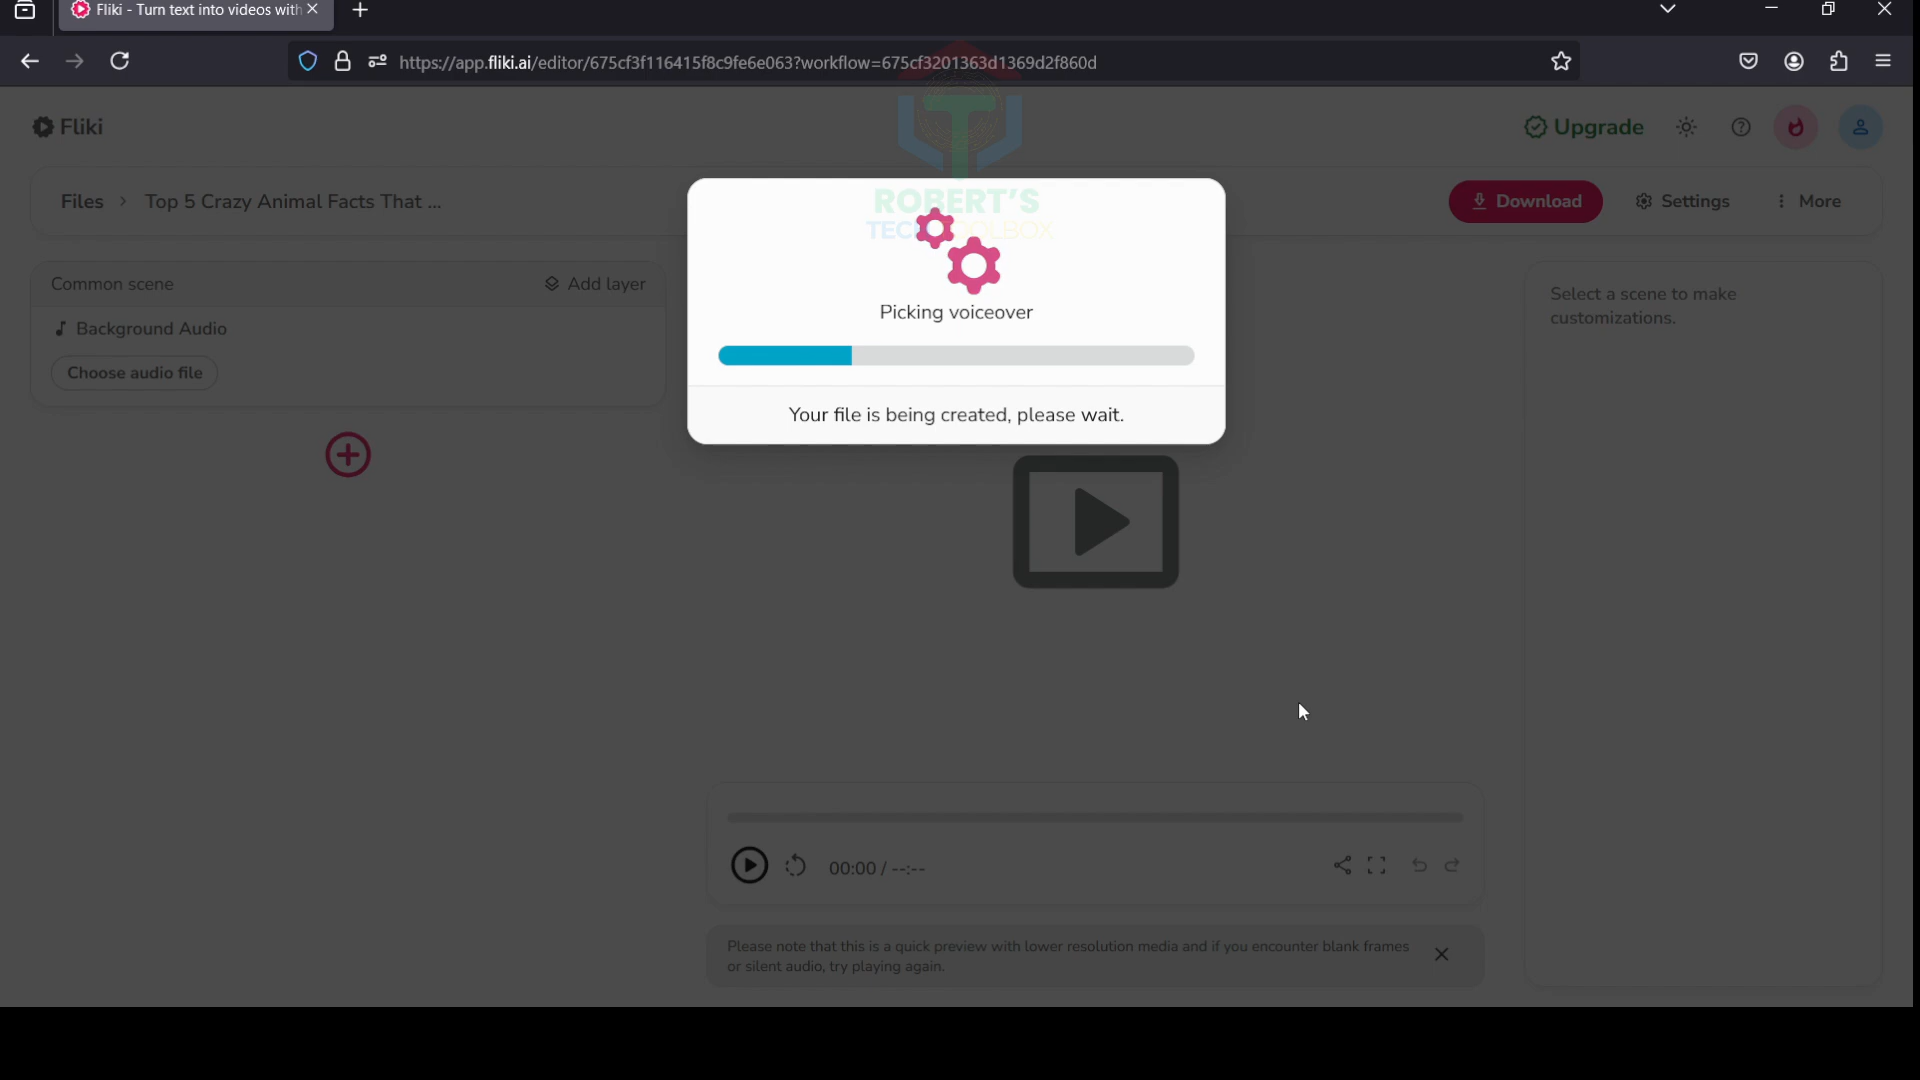 Fliki - Turn text into videos with
https://app.fliki.ai/editor/675cf3f116415f8c9fe6e063?workflow=675cf3201363d1369d2f860d
Fliki
Upgrade
Files > Top 5 Crazy Animal Facts That ...
Download
Settings
More
ROBERT'S
TECH TOOLBOX
Common scene
Add layer
Background Audio
Choose audio file
Picking voiceover
Your file is being created, please wait.
Select a scene to make
customizations.
00:00 / --:--
Please note that this is a quick preview with lower resolution media and if you encounter blank frames
or silent audio, try playing again.